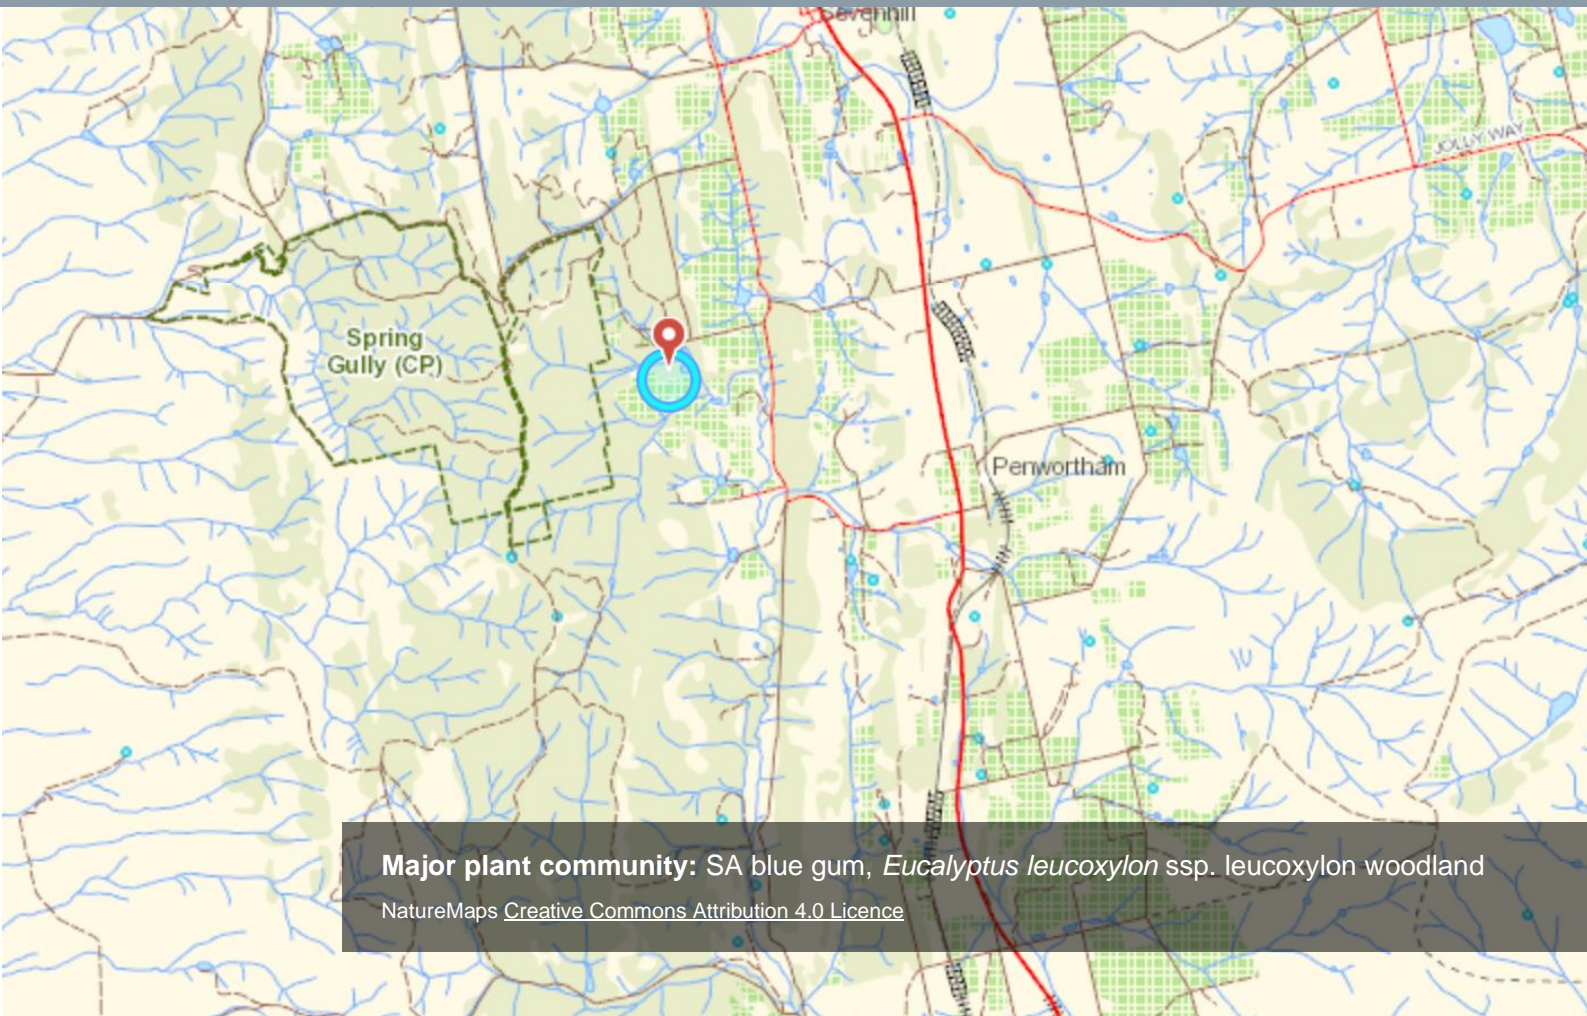 Sevenhill
JOLLY WAY
Spring
Gully (CP)
Penwortham
Major plant community: SA blue gum, Eucalyptus leucoxylon ssp. leucoxylon woodland
NatureMaps Creative Commons Attribution 4.0 Licence